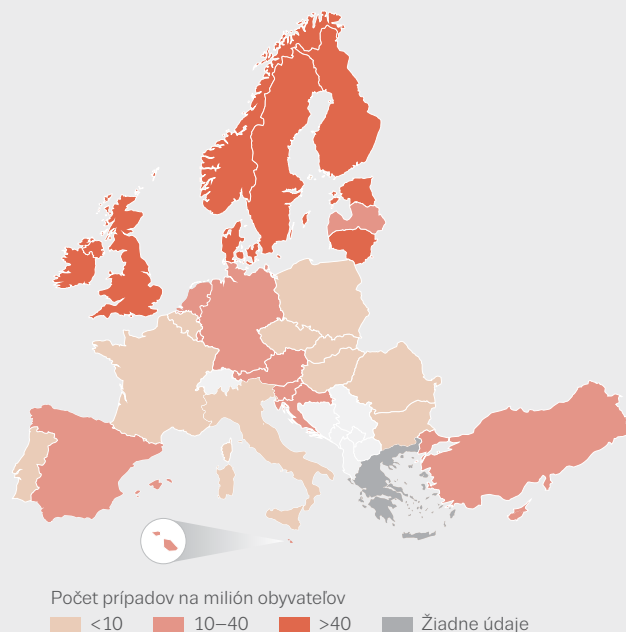 Počet prípadov na milión obyvateľov
<10 10–40 >40 Žiadne údaje